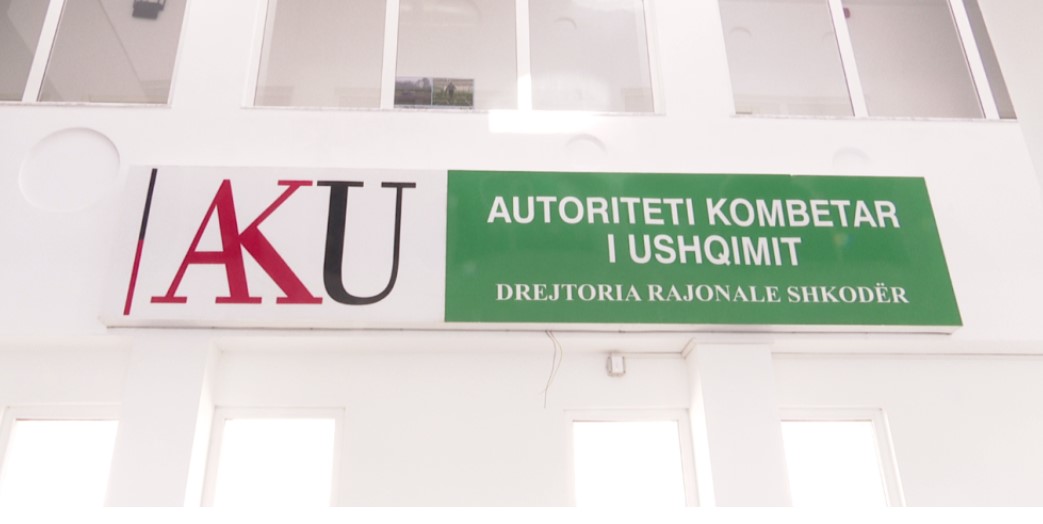 AKU
AUTORITETI KOMBETAR
I USHQIMIT
DREJTORIA RAJONALE SHKODËR